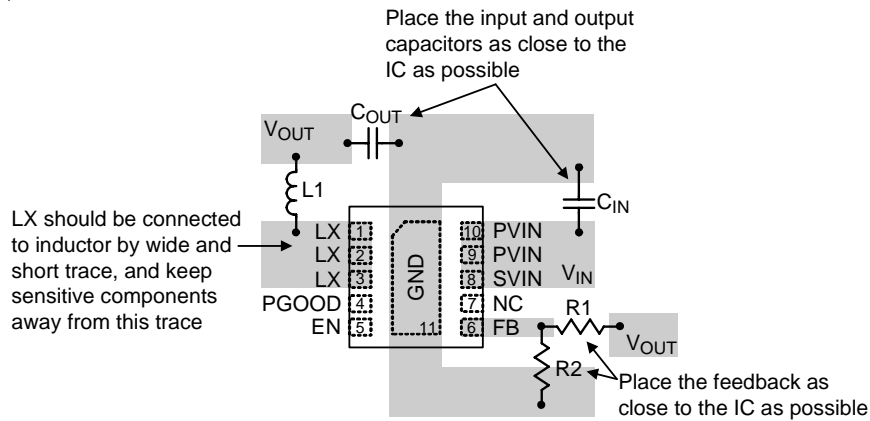 Place the input and output
capacitors as close to the
IC as possible
COUT
VOUT
L1
CIN
LX should be connected
to inductor by wide and
short trace, and keep
sensitive components
away from this trace
LX 1 10 PVIN
LX 2 9 PVIN
LX 3 8 SVIN VIN
PGOOD 4 7 NC
EN 5 11 6 FB
GND
R1
VOUT
R2
Place the feedback as
close to the IC as possible